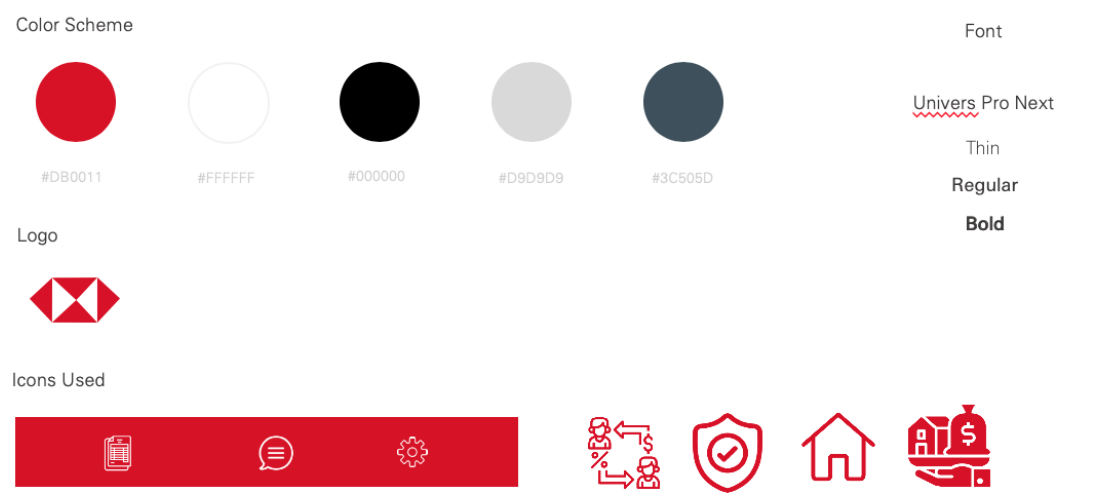 Color Scheme
#DB0011
#FFFFFF
#000000
#D9D9D9
#3C505D
Font
Univers Pro Next
Thin
Regular
Bold
Logo
Icons Used
$
%
$